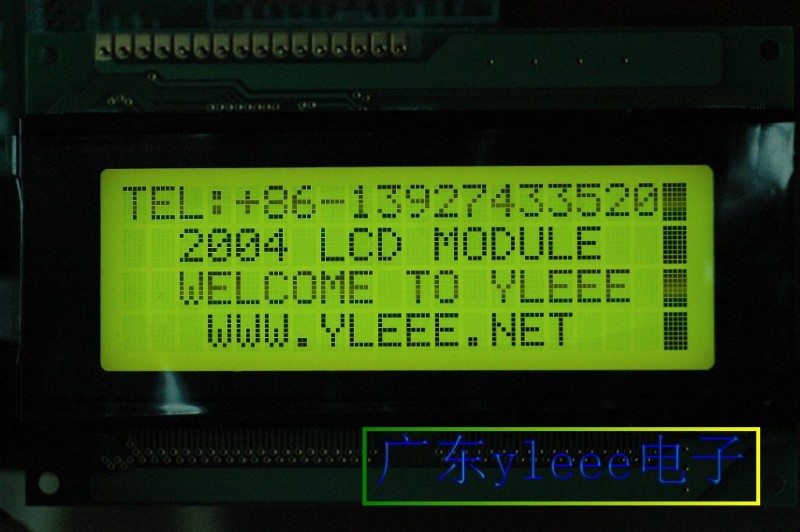 TEL:+86-13927433520
2004 LCD MODULE
WELCOME TO YLEEE
WWW.YLEEE.NET
广东yleee电子